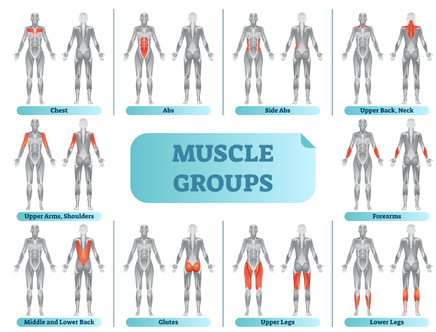 Chest
Abs
Side Abs
Upper Back, Neck
MUSCLE
GROUPS
Upper Arms, Shoulders
Forearms
Middle and Lower Back
Glutes
Upper Legs
Lower Legs